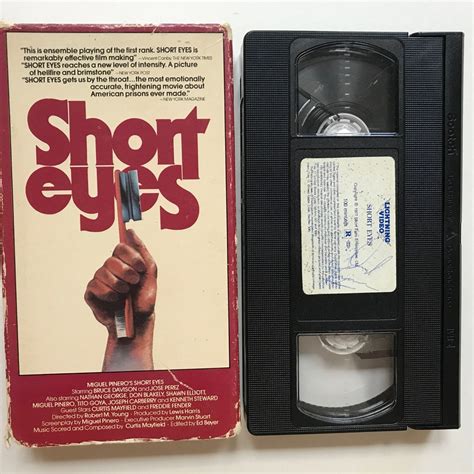 "This is ensemble playing of the first rank. SHORT EYES is
remarkably effective film making" —Vincent Canby, THE NEW YORK TIMES
"SHORT EYES reaches a new level of intensity. A picture
of hellfire and brimstone" —NEW YORK POST
"SHORT EYES gets us by the throat...the most emotionally
accurate, frightening movie about
American prisons ever made."
—NEW YORK MAGAZINE
Short
eyes
MIGUEL PINERO'S SHORT EYES
Starring BRUCE DAVISON and JOSE PEREZ
Also starring NATHAN GEORGE, DON BLAKELY, SHAWN ELLIOTT,
MIGUEL PINERO, TITO GOYA, JOSEPH CARBERRY and KENNETH STEWARD
Guest Stars CURTIS MAYFIELD and FREDDIE FENDER
Directed by Robert M. Young Produced by Lewis Harris
Screenplay by Miguel Pinero Executive Producer Marvin Stuart
Music Scored and Composed by Curtis Mayfield Edited by Ed Beyer
LIGHTNING
VIDEO
SHORT EYES
100 minutes R